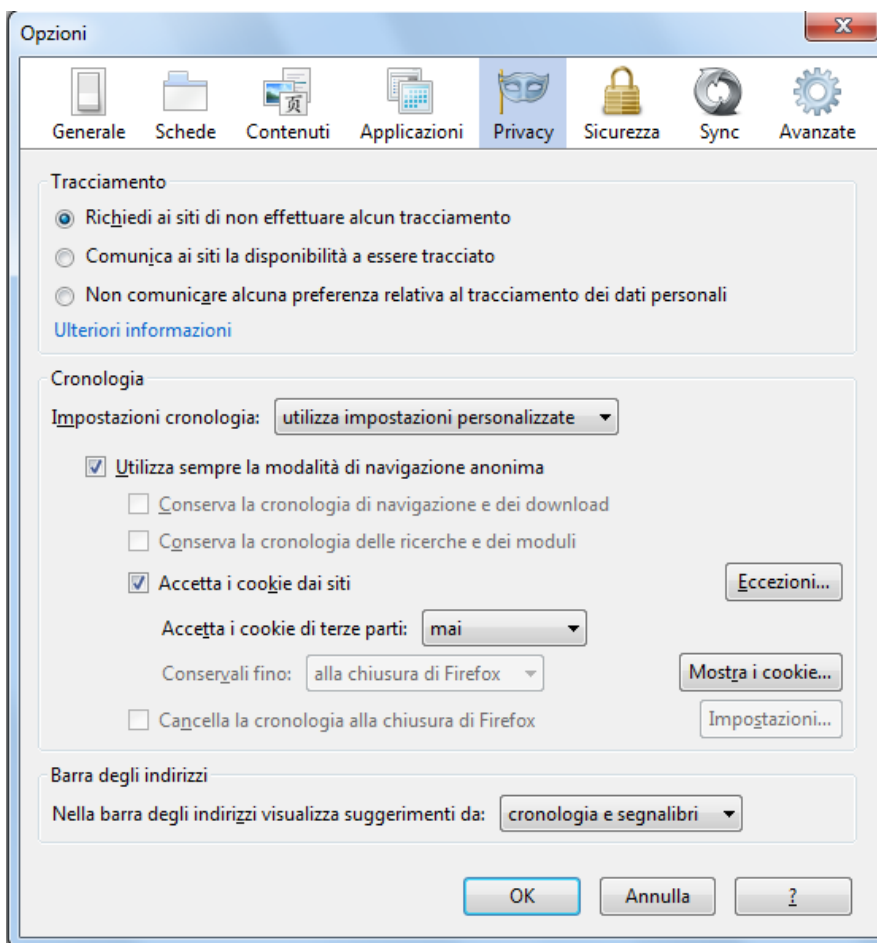 Opzioni
页
Generale Schede Contenuti Applicazioni Privacy Sicurezza Sync Avanzate
Tracciamento
Richiedi ai siti di non effettuare alcun tracciamento
Comunica ai siti la disponibilità a essere tracciato
Non comunicare alcuna preferenza relativa al tracciamento dei dati personali
Ulteriori informazioni
Cronologia
Impostazioni cronologia: utilizza impostazioni personalizzate
Utilizza sempre la modalità di navigazione anonima
Conserva la cronologia di navigazione e dei download
Conserva la cronologia delle ricerche e dei moduli
Accetta i cookie dai siti Eccezioni...
Accetta i cookie di terze parti: mai
Conservali fino: alla chiusura di Firefox Mostra i cookie...
Cancella la cronologia alla chiusura di Firefox Impostazioni...
Barra degli indirizzi
Nella barra degli indirizzi visualizza suggerimenti da: cronologia e segnalibri
OK Annulla ?